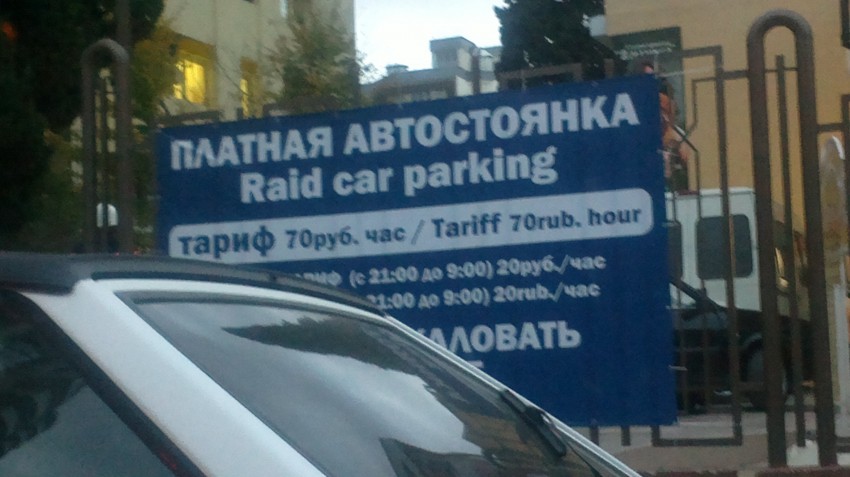 ПЛАТНАЯ АВТОСТОЯНКА
Raid car parking
тариф 70руб. час / Tariff 70rub. hour
(с 21:00 до 9:00) 20руб./час
21:00 до 9:00) 20rub./час